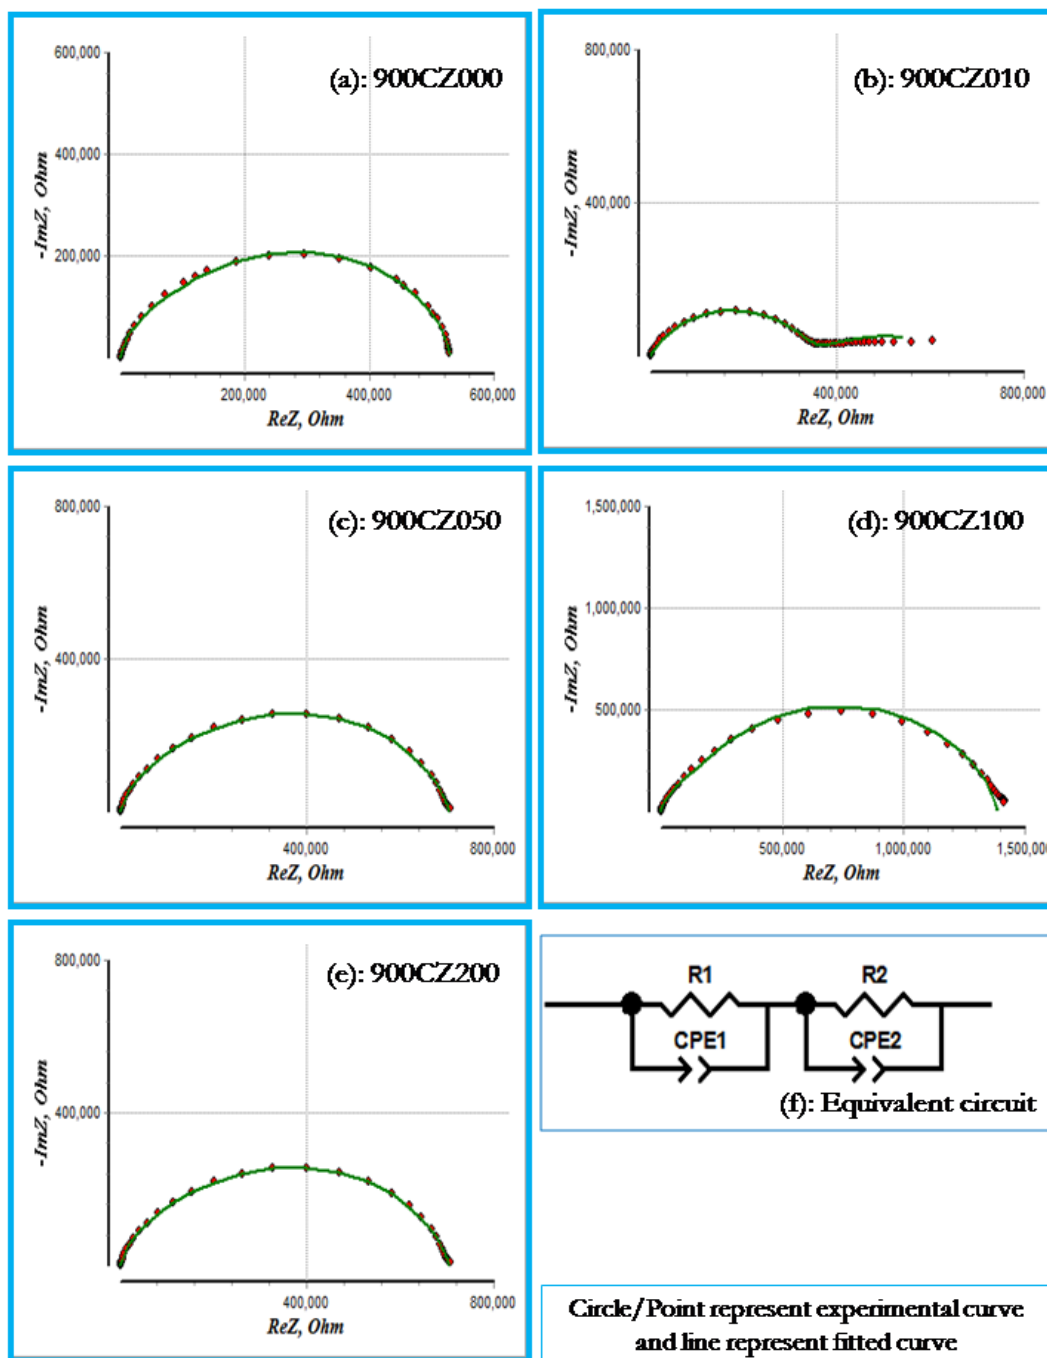 (a): 900CZ000
600,000
400,000
200,000
-ImZ, Ohm
200,000 400,000 600,000
ReZ, Ohm
(b): 900CZ010
800,000
400,000
-ImZ, Ohm
400,000 800,000
ReZ, Ohm
(c): 900CZ050
800,000
400,000
-ImZ, Ohm
400,000 800,000
ReZ, Ohm
(d): 900CZ100
1,500,000
1,000,000
500,000
-ImZ, Ohm
500,000 1,000,000 1,500,000
ReZ, Ohm
(e): 900CZ200
800,000
400,000
-ImZ, Ohm
400,000 800,000
ReZ, Ohm
R1 R2
CPE1 CPE2
(f): Equivalent circuit
Circle/Point represent experimental curve
and line represent fitted curve